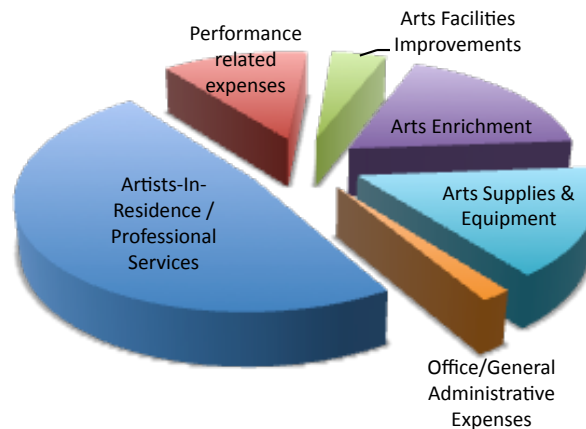 Performance
related
expenses
Arts Facilities
Improvements
Arts Enrichment
Arts Supplies &
Equipment
Artists-In-
Residence /
Professional
Services
Office/General
Administrative
Expenses